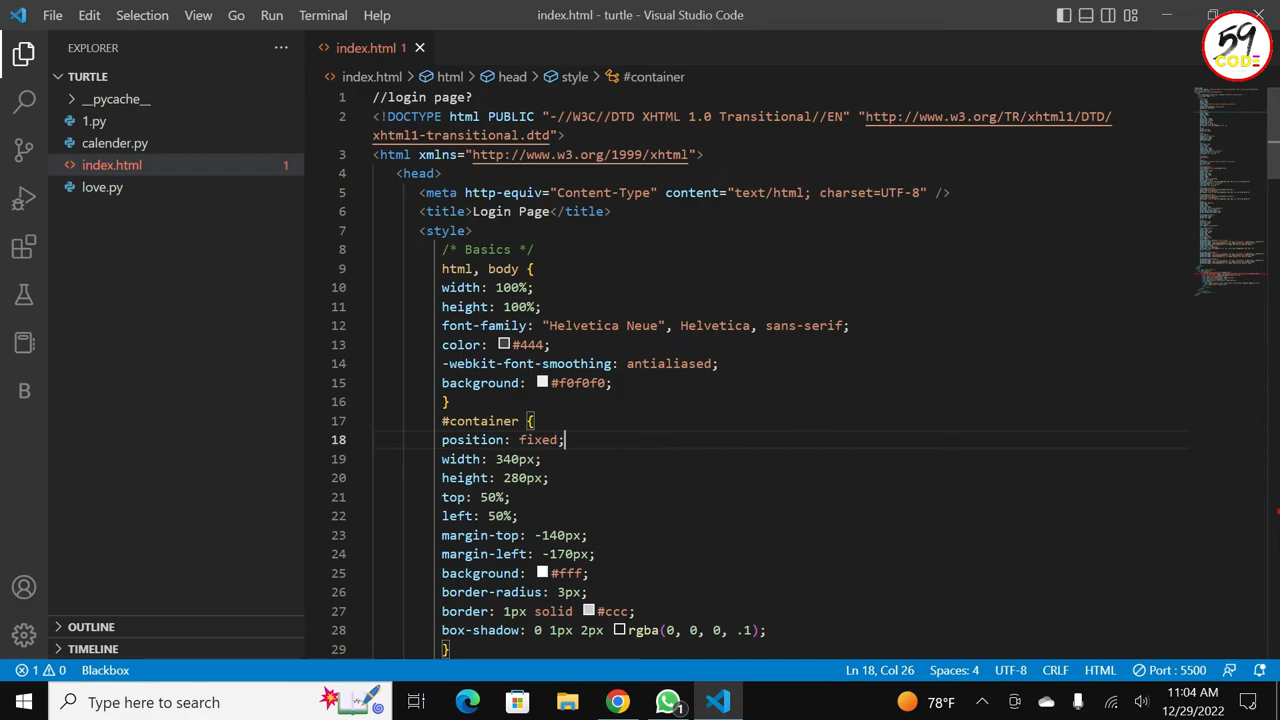 File Edit Selection View Go Run Terminal Help
index.html - turtle - Visual Studio Code
59
CODE
EXPLORER
TURTLE
__pycache__
1.py
calender.py
index.html 1
love.py
OUTLINE
TIMELINE
index.html 1
index.html > html > head > style > #container
1 //login page?
2 <!DOCTYPE html PUBLIC "-//W3C//DTD XHTML 1.0 Transitional//EN" "http://www.w3.org/TR/xhtml1/DTD/
xhtml1-transitional.dtd">
3 <html xmlns="http://www.w3.org/1999/xhtml">
4 <head>
5 <meta http-equiv="Content-Type" content="text/html; charset=UTF-8" />
6 <title>Login Page</title>
7 <style>
8 /* Basics */
9 html, body {
10 width: 100%;
11 height: 100%;
12 font-family: "Helvetica Neue", Helvetica, sans-serif;
13 color: #444;
14 -webkit-font-smoothing: antialiased;
15 background: #f0f0f0;
16 }
17 #container {
18 position: fixed;
19 width: 340px;
20 height: 280px;
21 top: 50%;
22 left: 50%;
23 margin-top: -140px;
24 margin-left: -170px;
25 background: #fff;
26 border-radius: 3px;
27 border: 1px solid #ccc;
28 box-shadow: 0 1px 2px rgba(0, 0, 0, .1);
29 }
1 0 Blackbox
Ln 18, Col 26 Spaces: 4 UTF-8 CRLF HTML Port : 5500
Type here to search
1
78°F
11:04 AM
12/29/2022